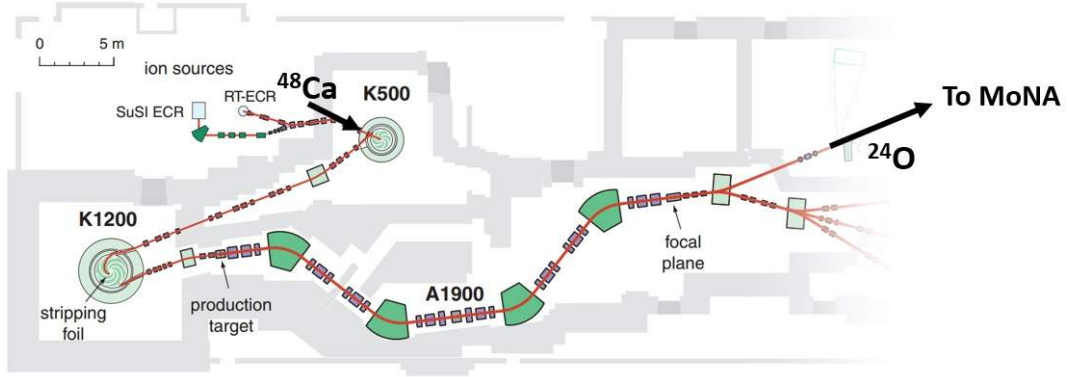 0 5 m
ion sources
⁴⁸Ca
RT-ECR
K500
SuSI ECR
To MoNA
²⁴O
K1200
focal
plane
stripping
foil
production
target
A1900